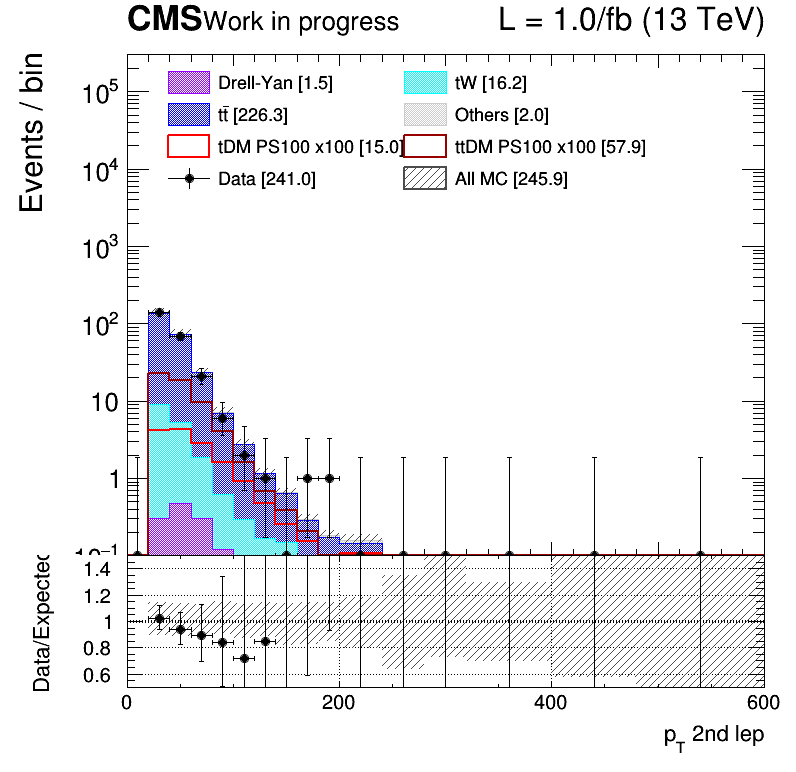 CMS Work in progress L = 1.0/fb (13 TeV)
Events / bin
Drell-Yan [1.5] tW [16.2]
tt̄ [226.3] Others [2.0]
tDM PS100 x100 [15.0] ttDM PS100 x100 [57.9]
Data [241.0] All MC [245.9]
10⁵
10⁴
10³
10²
10
1
10⁻¹
Data/Expected
1.4
1.2
1
0.8
0.6
0 200 400 600
p_T 2nd lep